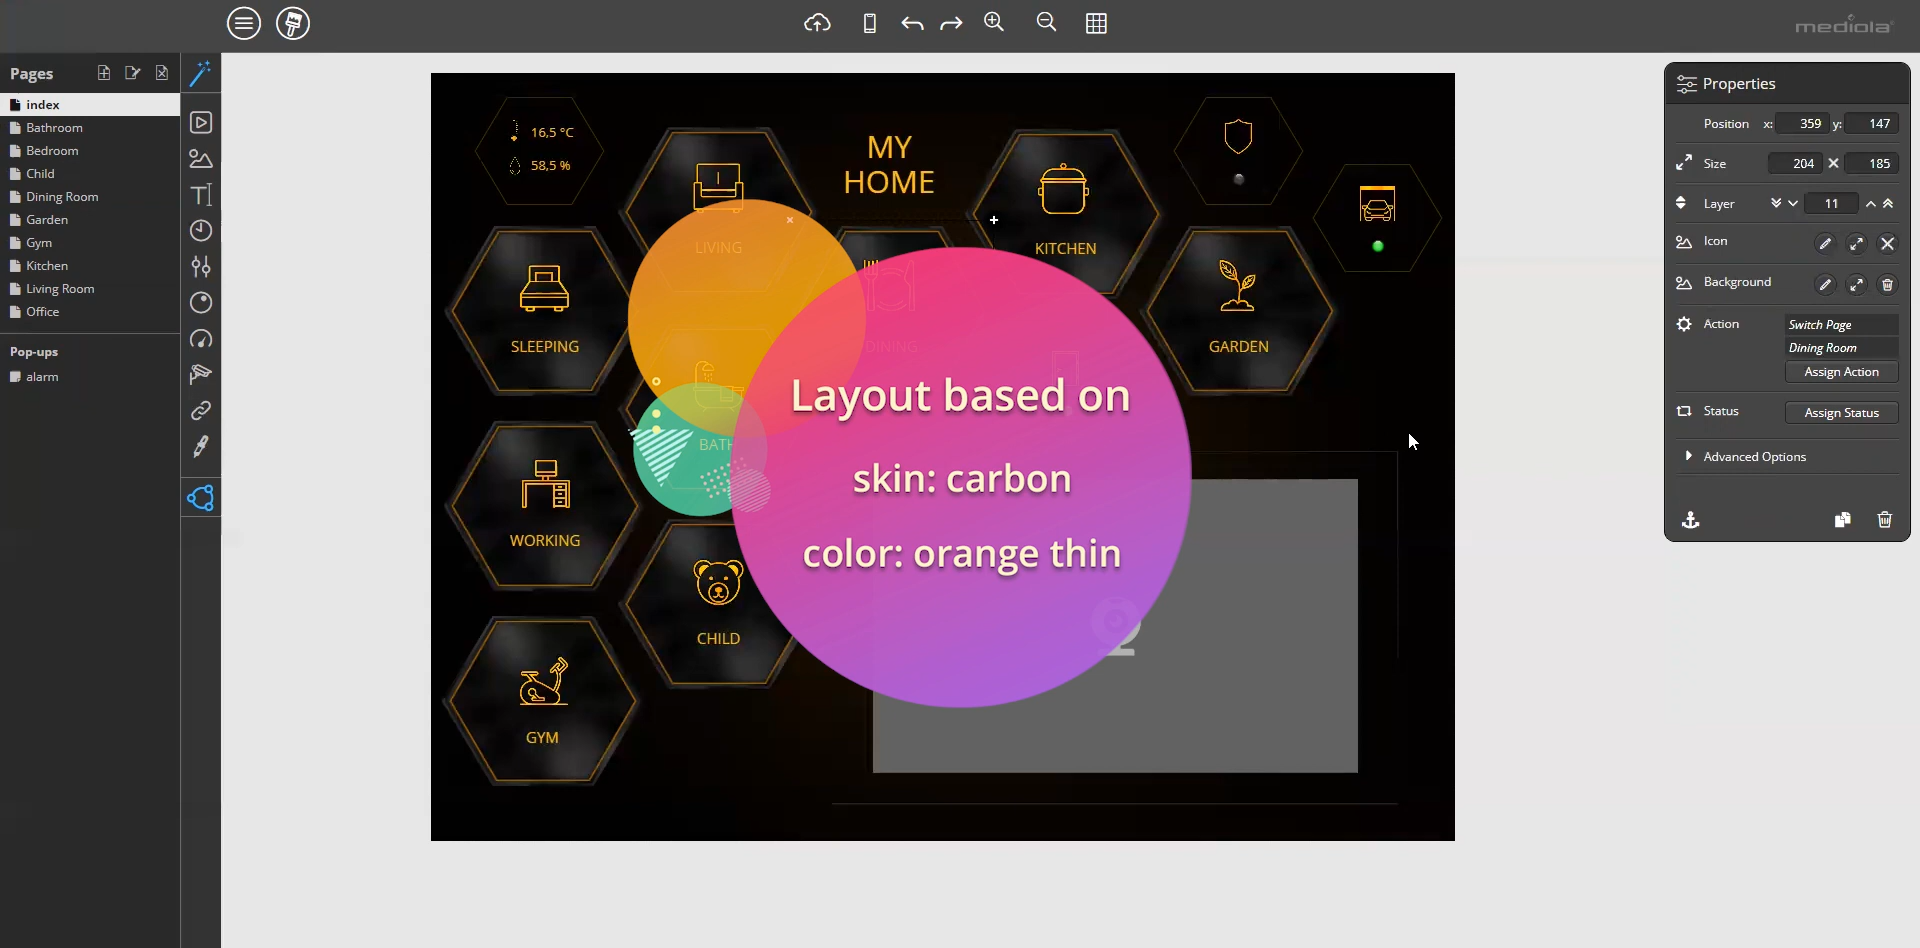 mediola
Pages
index
Bathroom
Bedroom
Child
Dining Room
Garden
Gym
Kitchen
Living Room
Office
Pop-ups
alarm
16,5 °C
58,5 %
MY
HOME
LIVING
KITCHEN
SLEEPING
DINING
GARDEN
BATH
WORKING
CHILD
GYM
Layout based on
skin: carbon
color: orange thin
Properties
Position x: 359 y: 147
Size 204 × 185
Layer 11
Icon
Background
Action Switch Page
Dining Room
Assign Action
Status Assign Status
Advanced Options